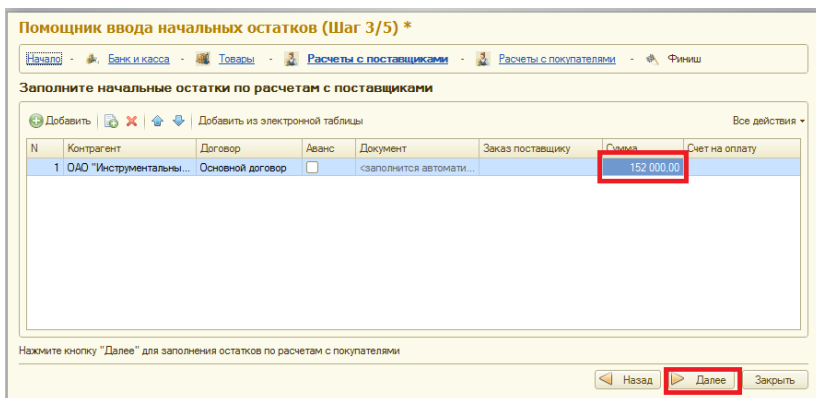 Помощник ввода начальных остатков (Шаг 3/5) *
Начало - Банк и касса - Товары - Расчеты с поставщиками - Расчеты с покупателями - Финиш
Заполните начальные остатки по расчетам с поставщиками
Добавить Добавить из электронной таблицы Все действия
N Контрагент Договор Аванс Документ Заказ поставщику Сумма Счет на оплату
1 ОАО "Инструментальны... Основной договор <заполнится автомати... 152 000,00
Нажмите кнопку "Далее" для заполнения остатков по расчетам с покупателями
Назад Далее Закрыть